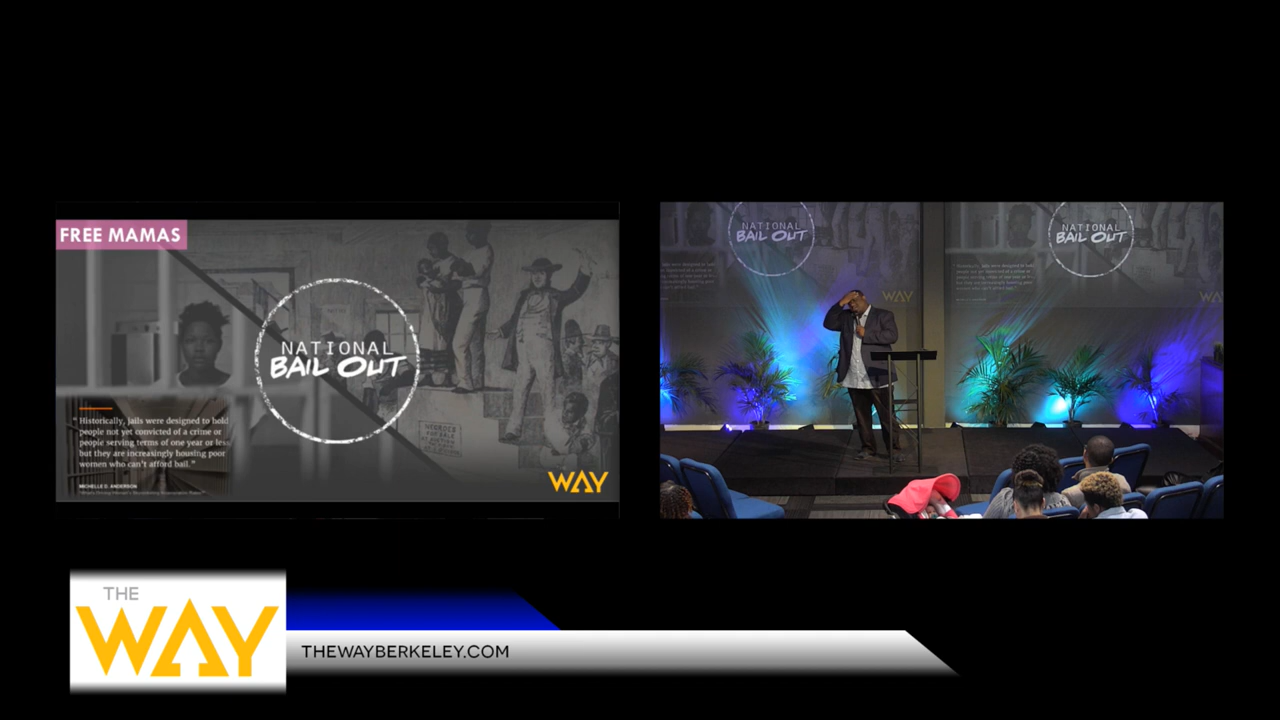 FREE MAMAS
NATIONAL
BAIL OUT
" Historically, jails were designed to hold
people not yet convicted of a crime or
people serving terms of one year or less
but they are increasingly housing poor
women who can't afford bail "
MICHELLE D. ANDERSON
WAY
NATIONAL
BAIL OUT
WAY
NATIONAL
BAIL OUT
THE
WAY
THEWAYBERKELEY.COM